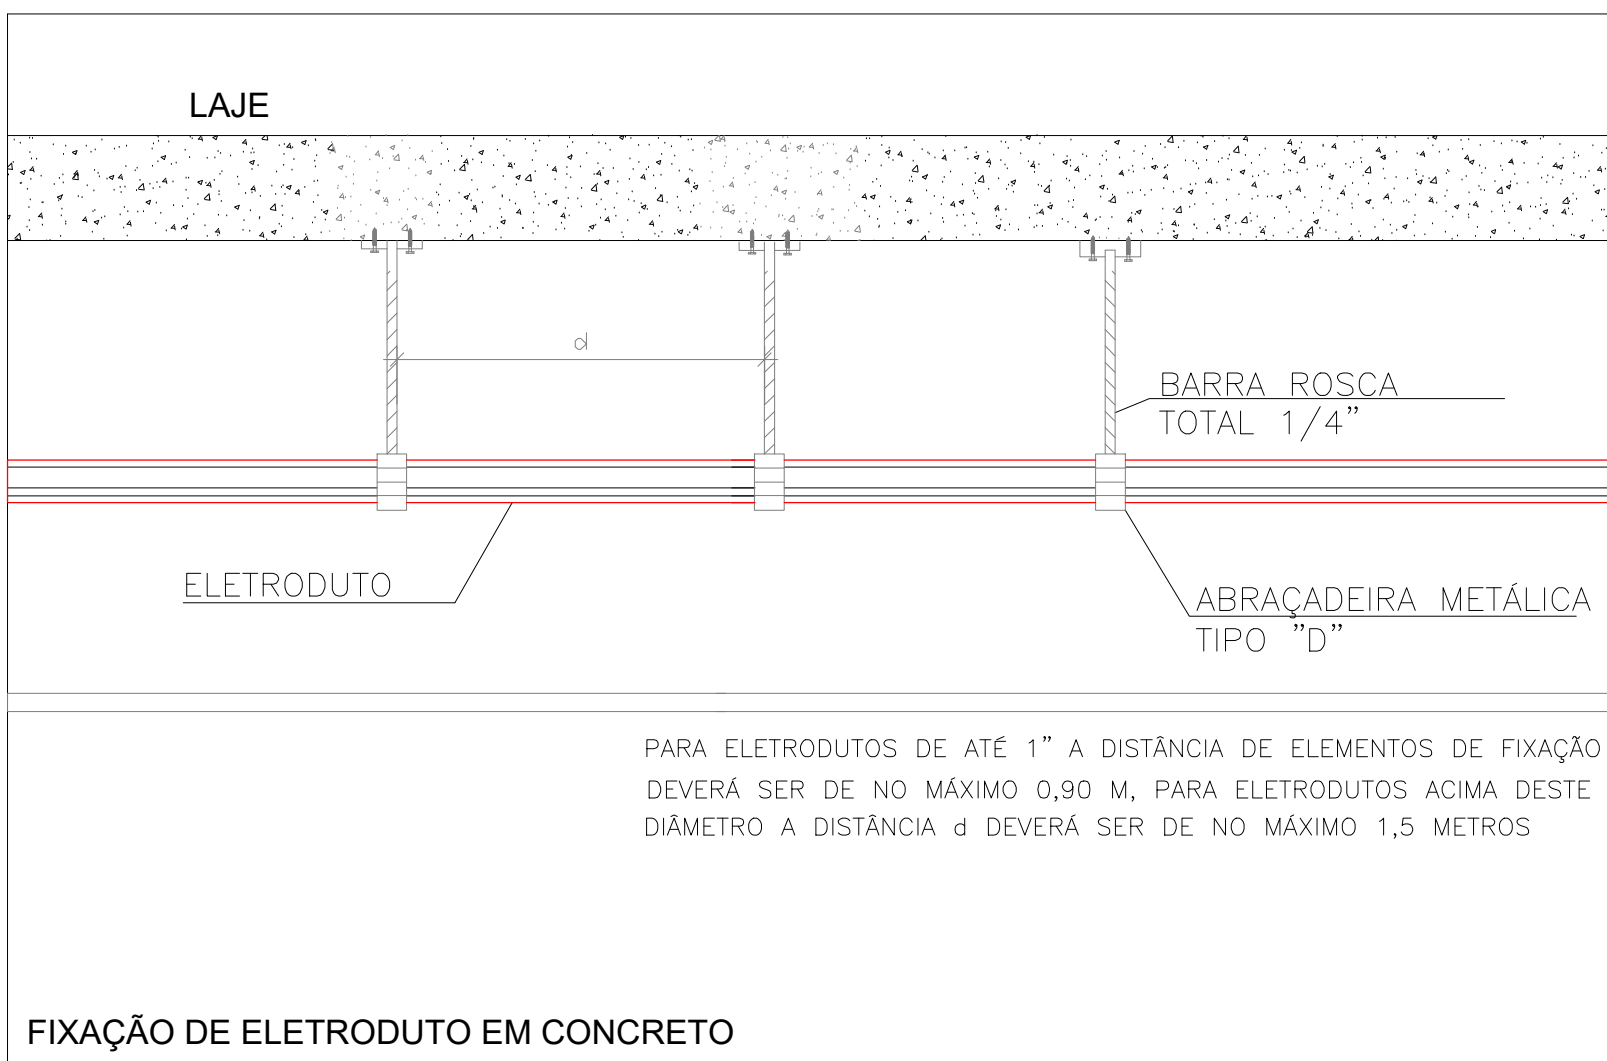 LAJE
d
BARRA ROSCA
TOTAL 1/4”
ELETRODUTO
ABRAÇADEIRA METÁLICA
TIPO ”D”
PARA ELETRODUTOS DE ATÉ 1” A DISTÂNCIA DE ELEMENTOS DE FIXAÇÃO
DEVERÁ SER DE NO MÁXIMO 0,90 M, PARA ELETRODUTOS ACIMA DESTE
DIÂMETRO A DISTÂNCIA d DEVERÁ SER DE NO MÁXIMO 1,5 METROS
FIXAÇÃO DE ELETRODUTO EM CONCRETO